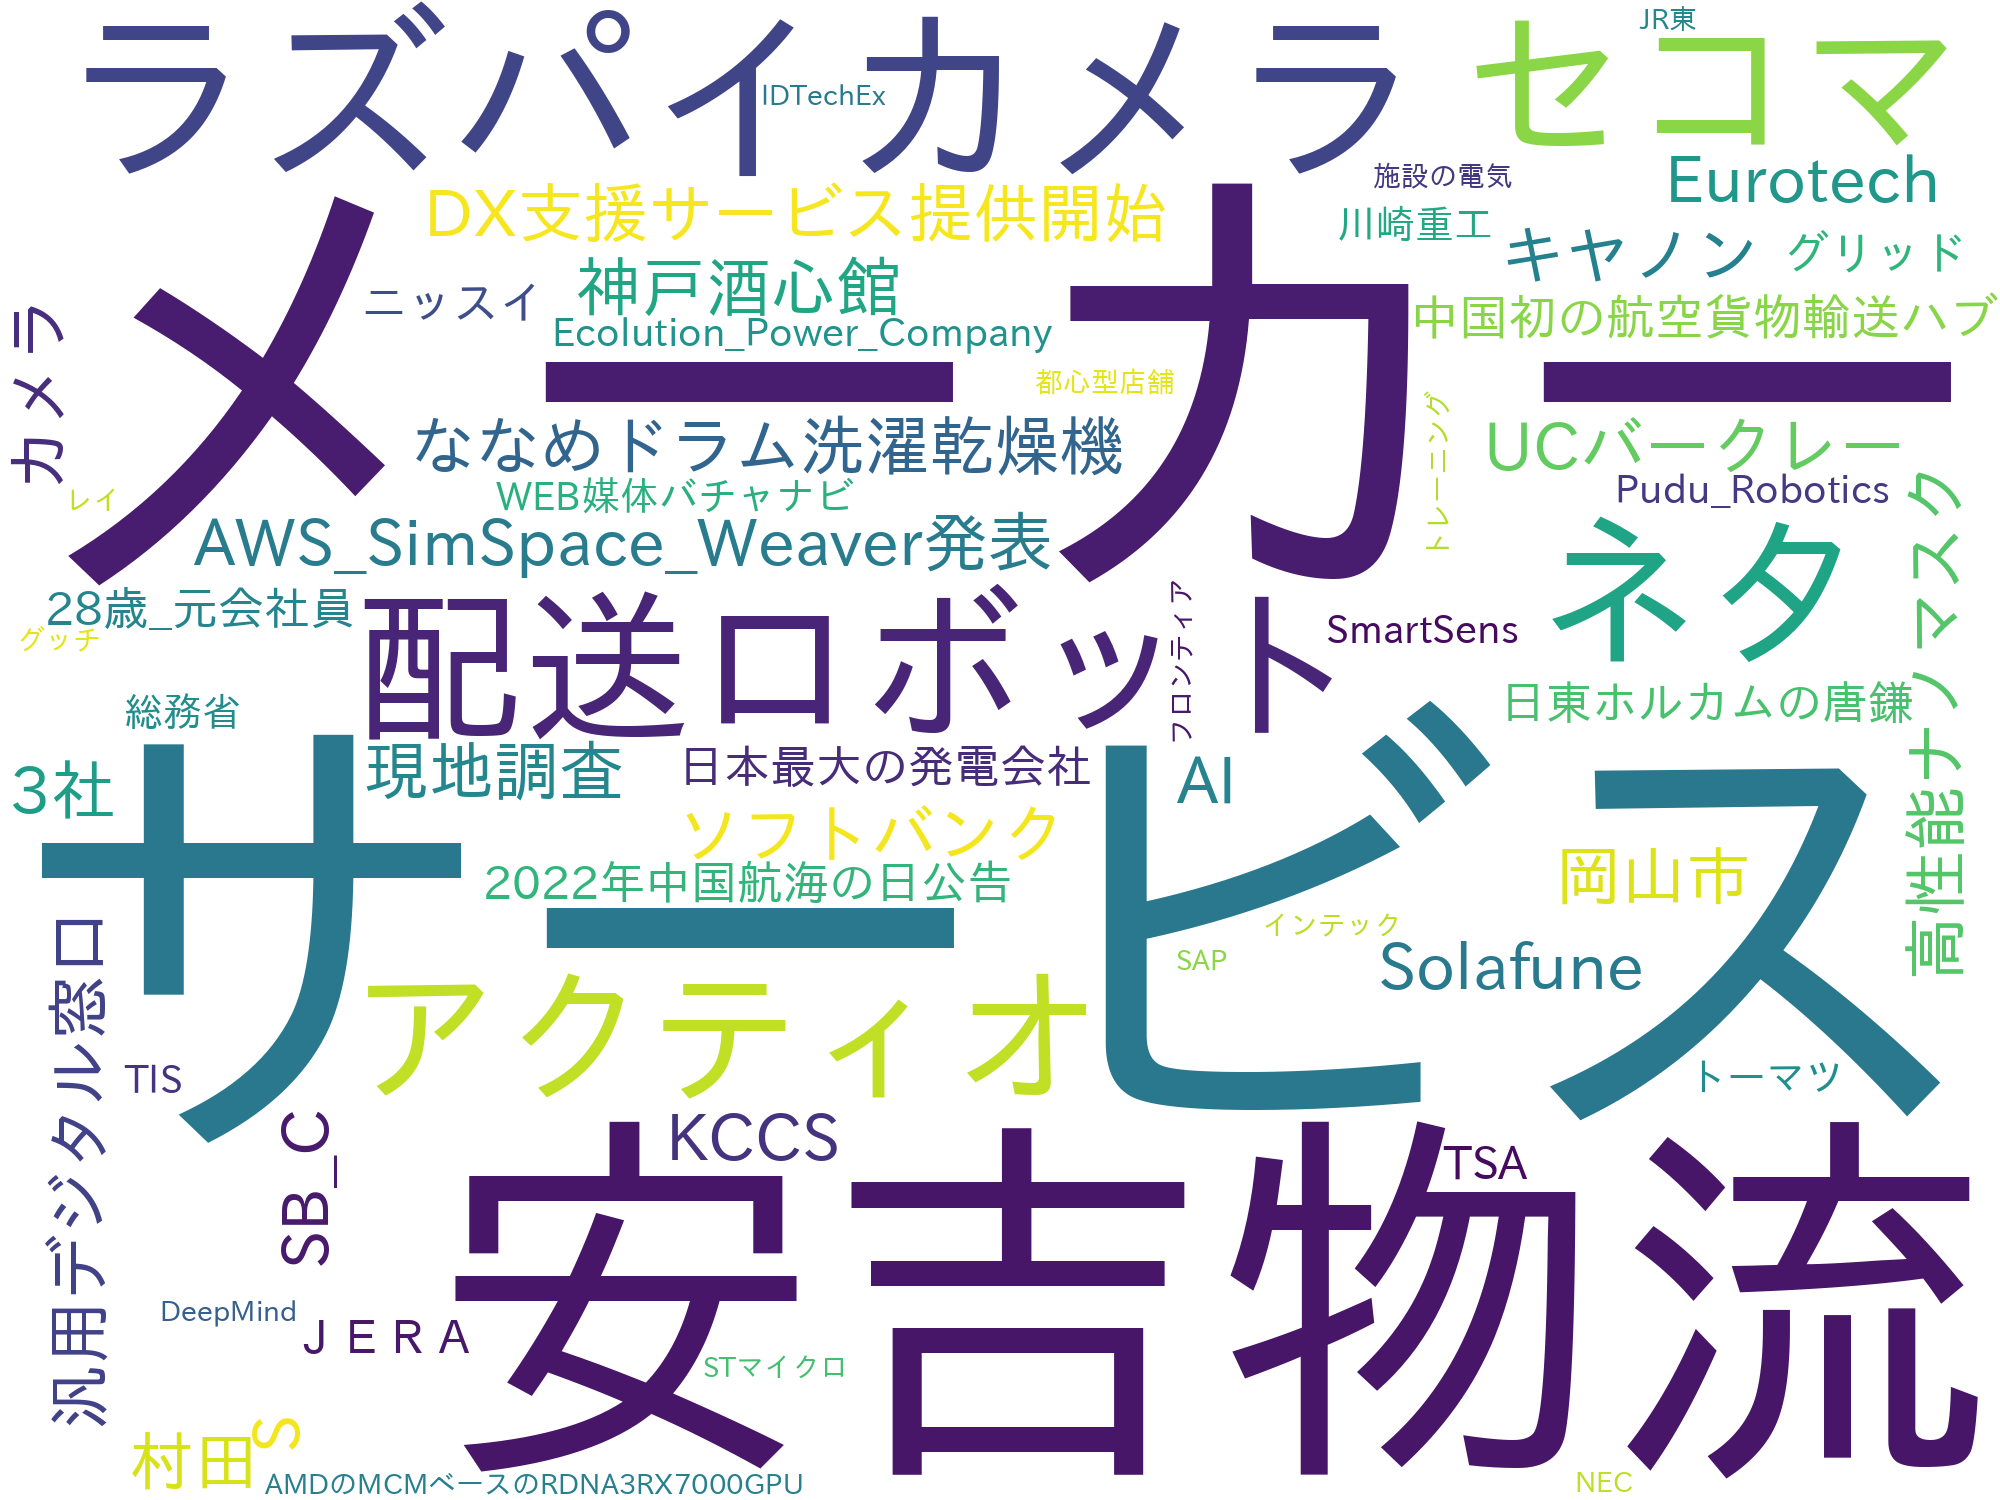 JR東
ラズパイカメラ
セコマ
IDTechEx
施設の電気
Eurotech
DX支援サービス提供開始
川崎重工
キヤノン
グリッド
神戸酒心館
ニッスイ
中国初の航空貨物輸送ハブ
Ecolution_Power_Company
メーカー
カメラ
都心型店舗
トレーニング
ななめドラム洗濯乾燥機
UCバークレー
レイ
WEB媒体バチャナビ
Pudu_Robotics
AWS_SimSpace_Weaver発表
ネタ
高性能ナノマスク
28歳_元会社員
グッチ
配送ロボット
フロンティア
SmartSens
総務省
日東ホルカムの唐鎌
3社
現地調査
日本最大の発電会社
AI
ソフトバンク
2022年中国航海の日公告
岡山市
サービス
インテック
SAP
Solafune
アクティオ
汎用デジタル窓口
TIS
トーマツ
SB_C
KCCS
TSA
安吉物流
DeepMind
ＪＥＲＡ
STマイクロ
村田
S
AMDのMCMベースのRDNA3RX7000GPU
NEC